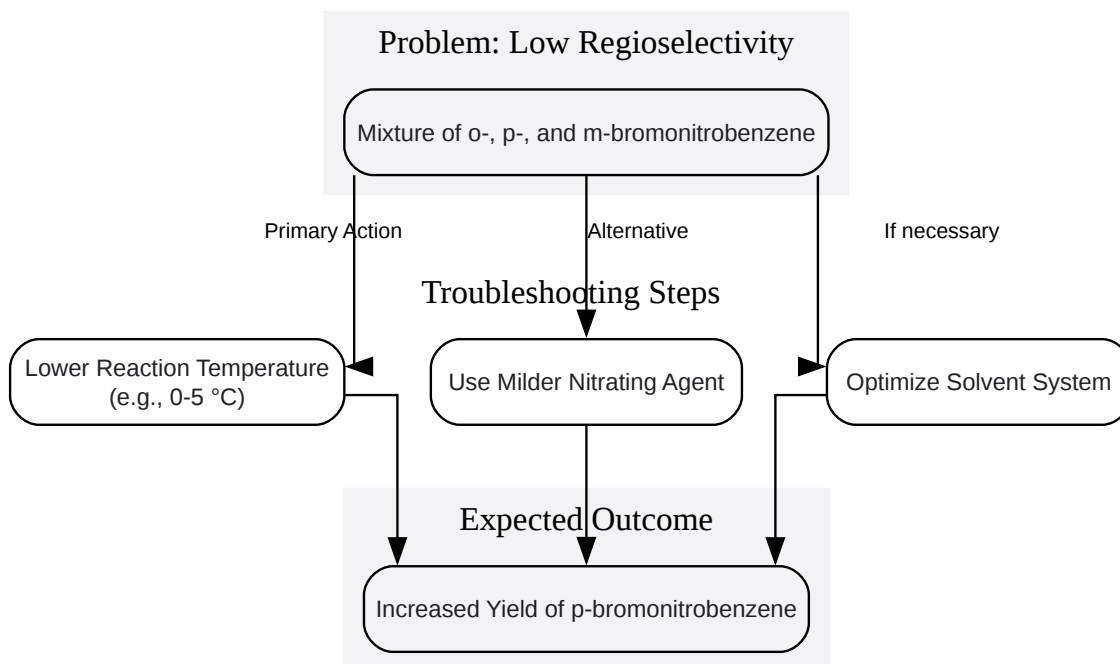 Problem: Low Regioselectivity
Mixture of o-, p-, and m-bromonitrobenzene
Primary Action
Alternative
If necessary
Troubleshooting Steps
Lower Reaction Temperature
(e.g., 0-5 °C)
Use Milder Nitrating Agent
Optimize Solvent System
Expected Outcome
Increased Yield of p-bromonitrobenzene